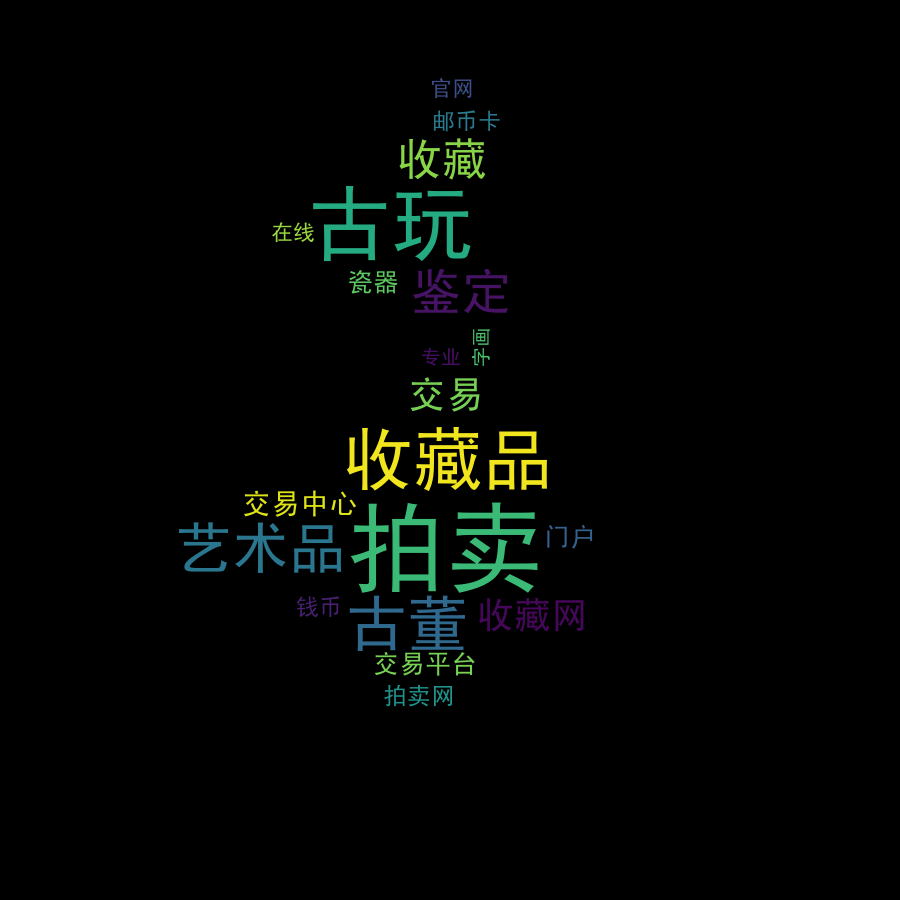 官网
邮币卡
收藏
古玩
在线
瓷器
鉴定
字画
专业
交易
收藏品
交易中心
拍卖
艺术品
门户
钱币
古董
收藏网
交易平台
拍卖网